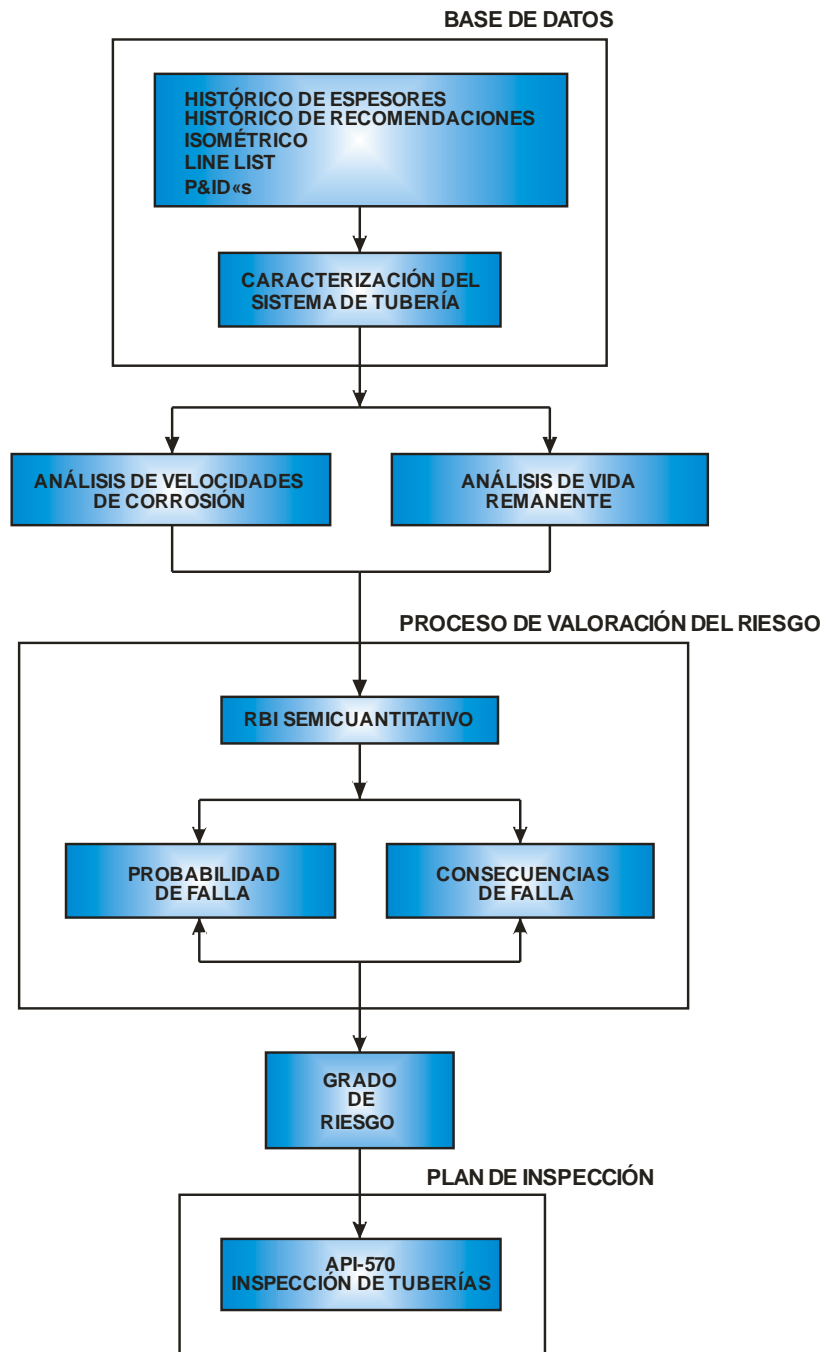 BASE DE DATOS
HISTÓRICO DE ESPESORES
HISTÓRICO DE RECOMENDACIONES
ISOMÉTRICO
LINE LIST
P&ID«s
CARACTERIZACIÓN DEL
SISTEMA DE TUBERÍA
ANÁLISIS DE VELOCIDADES
DE CORROSIÓN
ANÁLISIS DE VIDA
REMANENTE
PROCESO DE VALORACIÓN DEL RIESGO
RBI SEMICUANTITATIVO
PROBABILIDAD
DE FALLA
CONSECUENCIAS
DE FALLA
GRADO
DE
RIESGO
PLAN DE INSPECCIÓN
API-570
INSPECCIÓN DE TUBERÍAS